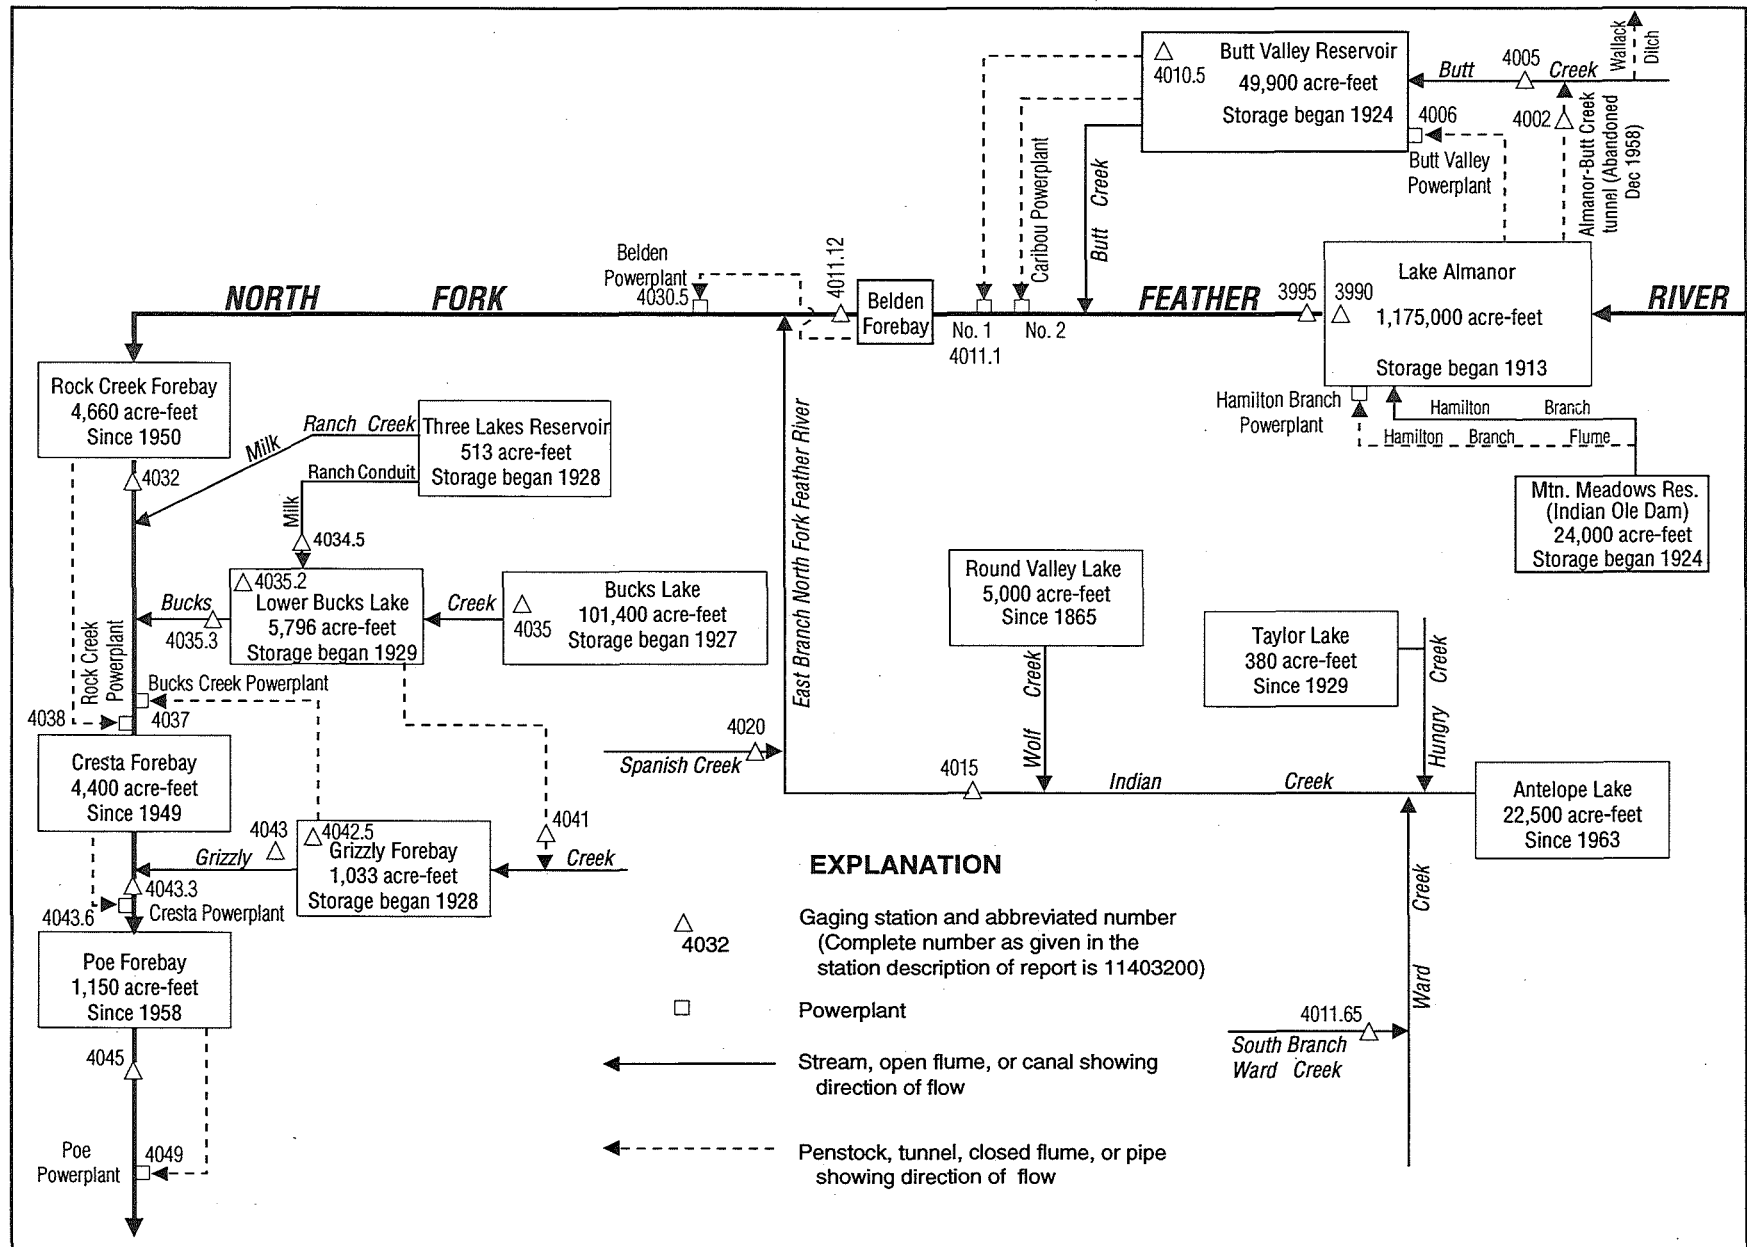 Butt Valley Reservoir
4010.5
49,900 acre-feet
Storage began 1924
Butt
4005
Creek
Wallack
Ditch
4006
4002
Butt Valley
Powerplant
Almanor-Butt Creek
tunnel (Abandoned
Dec 1958)
Caribou Powerplant
Butt Creek
Belden
Powerplant
4030.5
4011.12
NORTH FORK
Belden
Forebay
No. 1
4011.1
No. 2
FEATHER
3995
3990
Lake Almanor
1,175,000 acre-feet
Storage began 1913
RIVER
Hamilton Branch
Powerplant
Hamilton Branch
Hamilton Branch Flume
Mtn. Meadows Res.
(Indian Ole Dam)
24,000 acre-feet
Storage began 1924
Rock Creek Forebay
4,660 acre-feet
Since 1950
4032
Milk Ranch Creek
Three Lakes Reservoir
513 acre-feet
Storage began 1928
Ranch Conduit
Milk
4034.5
4035.2
Lower Bucks Lake
5,796 acre-feet
Storage began 1929
Bucks
4035.3
Creek
4035
Bucks Lake
101,400 acre-feet
Storage began 1927
East Branch North Fork Feather River
Rock Creek
Powerplant
Bucks Creek Powerplant
4038
4037
Round Valley Lake
5,000 acre-feet
Since 1865
Taylor Lake
380 acre-feet
Since 1929
Wolf Creek
Hungry Creek
4020
Spanish Creek
4015
Indian Creek
Antelope Lake
22,500 acre-feet
Since 1963
Cresta Forebay
4,400 acre-feet
Since 1949
4043
Grizzly
4042.5
Grizzly Forebay
1,033 acre-feet
Storage began 1928
4041
Creek
4043.3
4043.6
Cresta Powerplant
Poe Forebay
1,150 acre-feet
Since 1958
4045
Poe
Powerplant
4049
Ward Creek
4011.65
South Branch
Ward Creek
EXPLANATION
4032
Gaging station and abbreviated number
(Complete number as given in the
station description of report is 11403200)
Powerplant
Stream, open flume, or canal showing
direction of flow
Penstock, tunnel, closed flume, or pipe
showing direction of flow